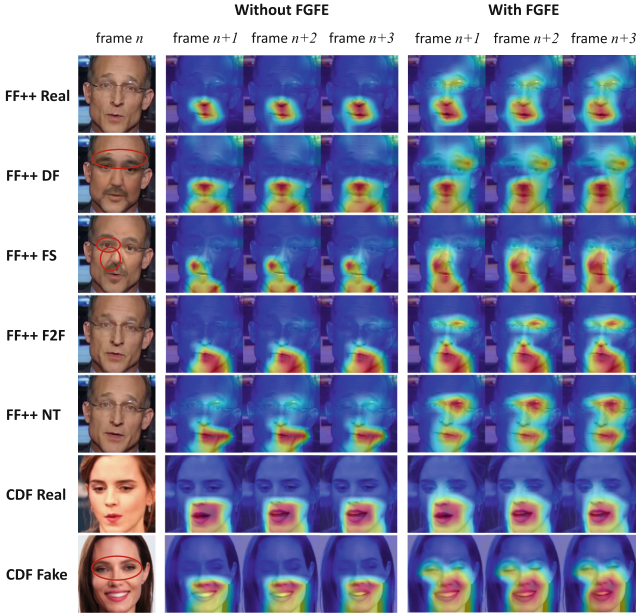 Without FGFE With FGFE
frame n frame n+1 frame n+2 frame n+3 frame n+1 frame n+2 frame n+3
FF++ Real
FF++ DF
FF++ FS
FF++ F2F
FF++ NT
CDF Real
CDF Fake